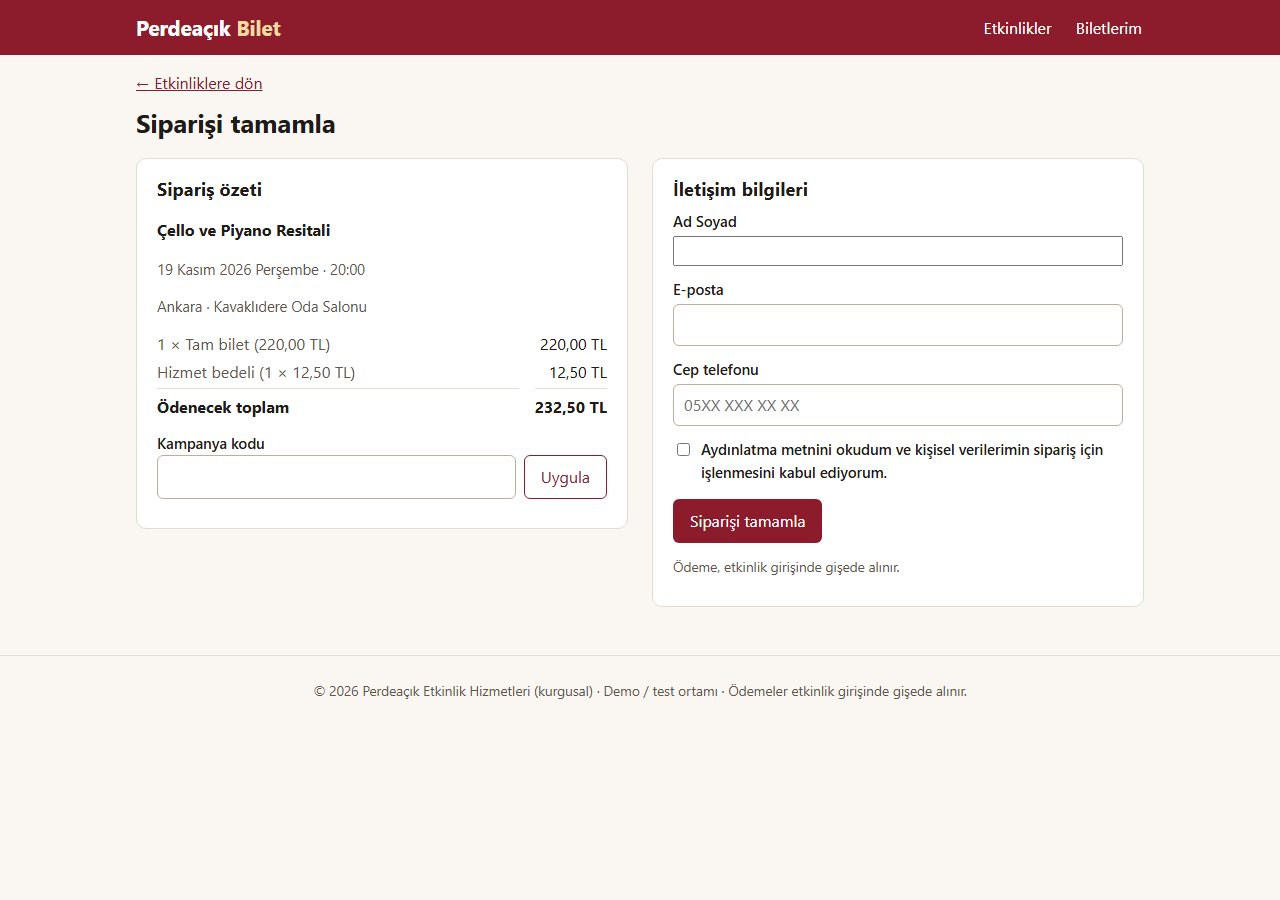 Perdeaçık Bilet
Etkinlikler
Biletlerim
← Etkinliklere dön
Siparişi tamamla
Sipariş özeti
Çello ve Piyano Resitali
19 Kasım 2026 Perşembe · 20:00
Ankara · Kavaklıdere Oda Salonu
1 × Tam bilet (220,00 TL) 220,00 TL
Hizmet bedeli (1 × 12,50 TL) 12,50 TL
Ödenecek toplam 232,50 TL
Kampanya kodu
Uygula
İletişim bilgileri
Ad Soyad
E-posta
Cep telefonu
05XX XXX XX XX
Aydınlatma metnini okudum ve kişisel verilerimin sipariş için
işlenmesini kabul ediyorum.
Siparişi tamamla
Ödeme, etkinlik girişinde gişede alınır.
© 2026 Perdeaçık Etkinlik Hizmetleri (kurgusal) · Demo / test ortamı · Ödemeler etkinlik girişinde gişede alınır.